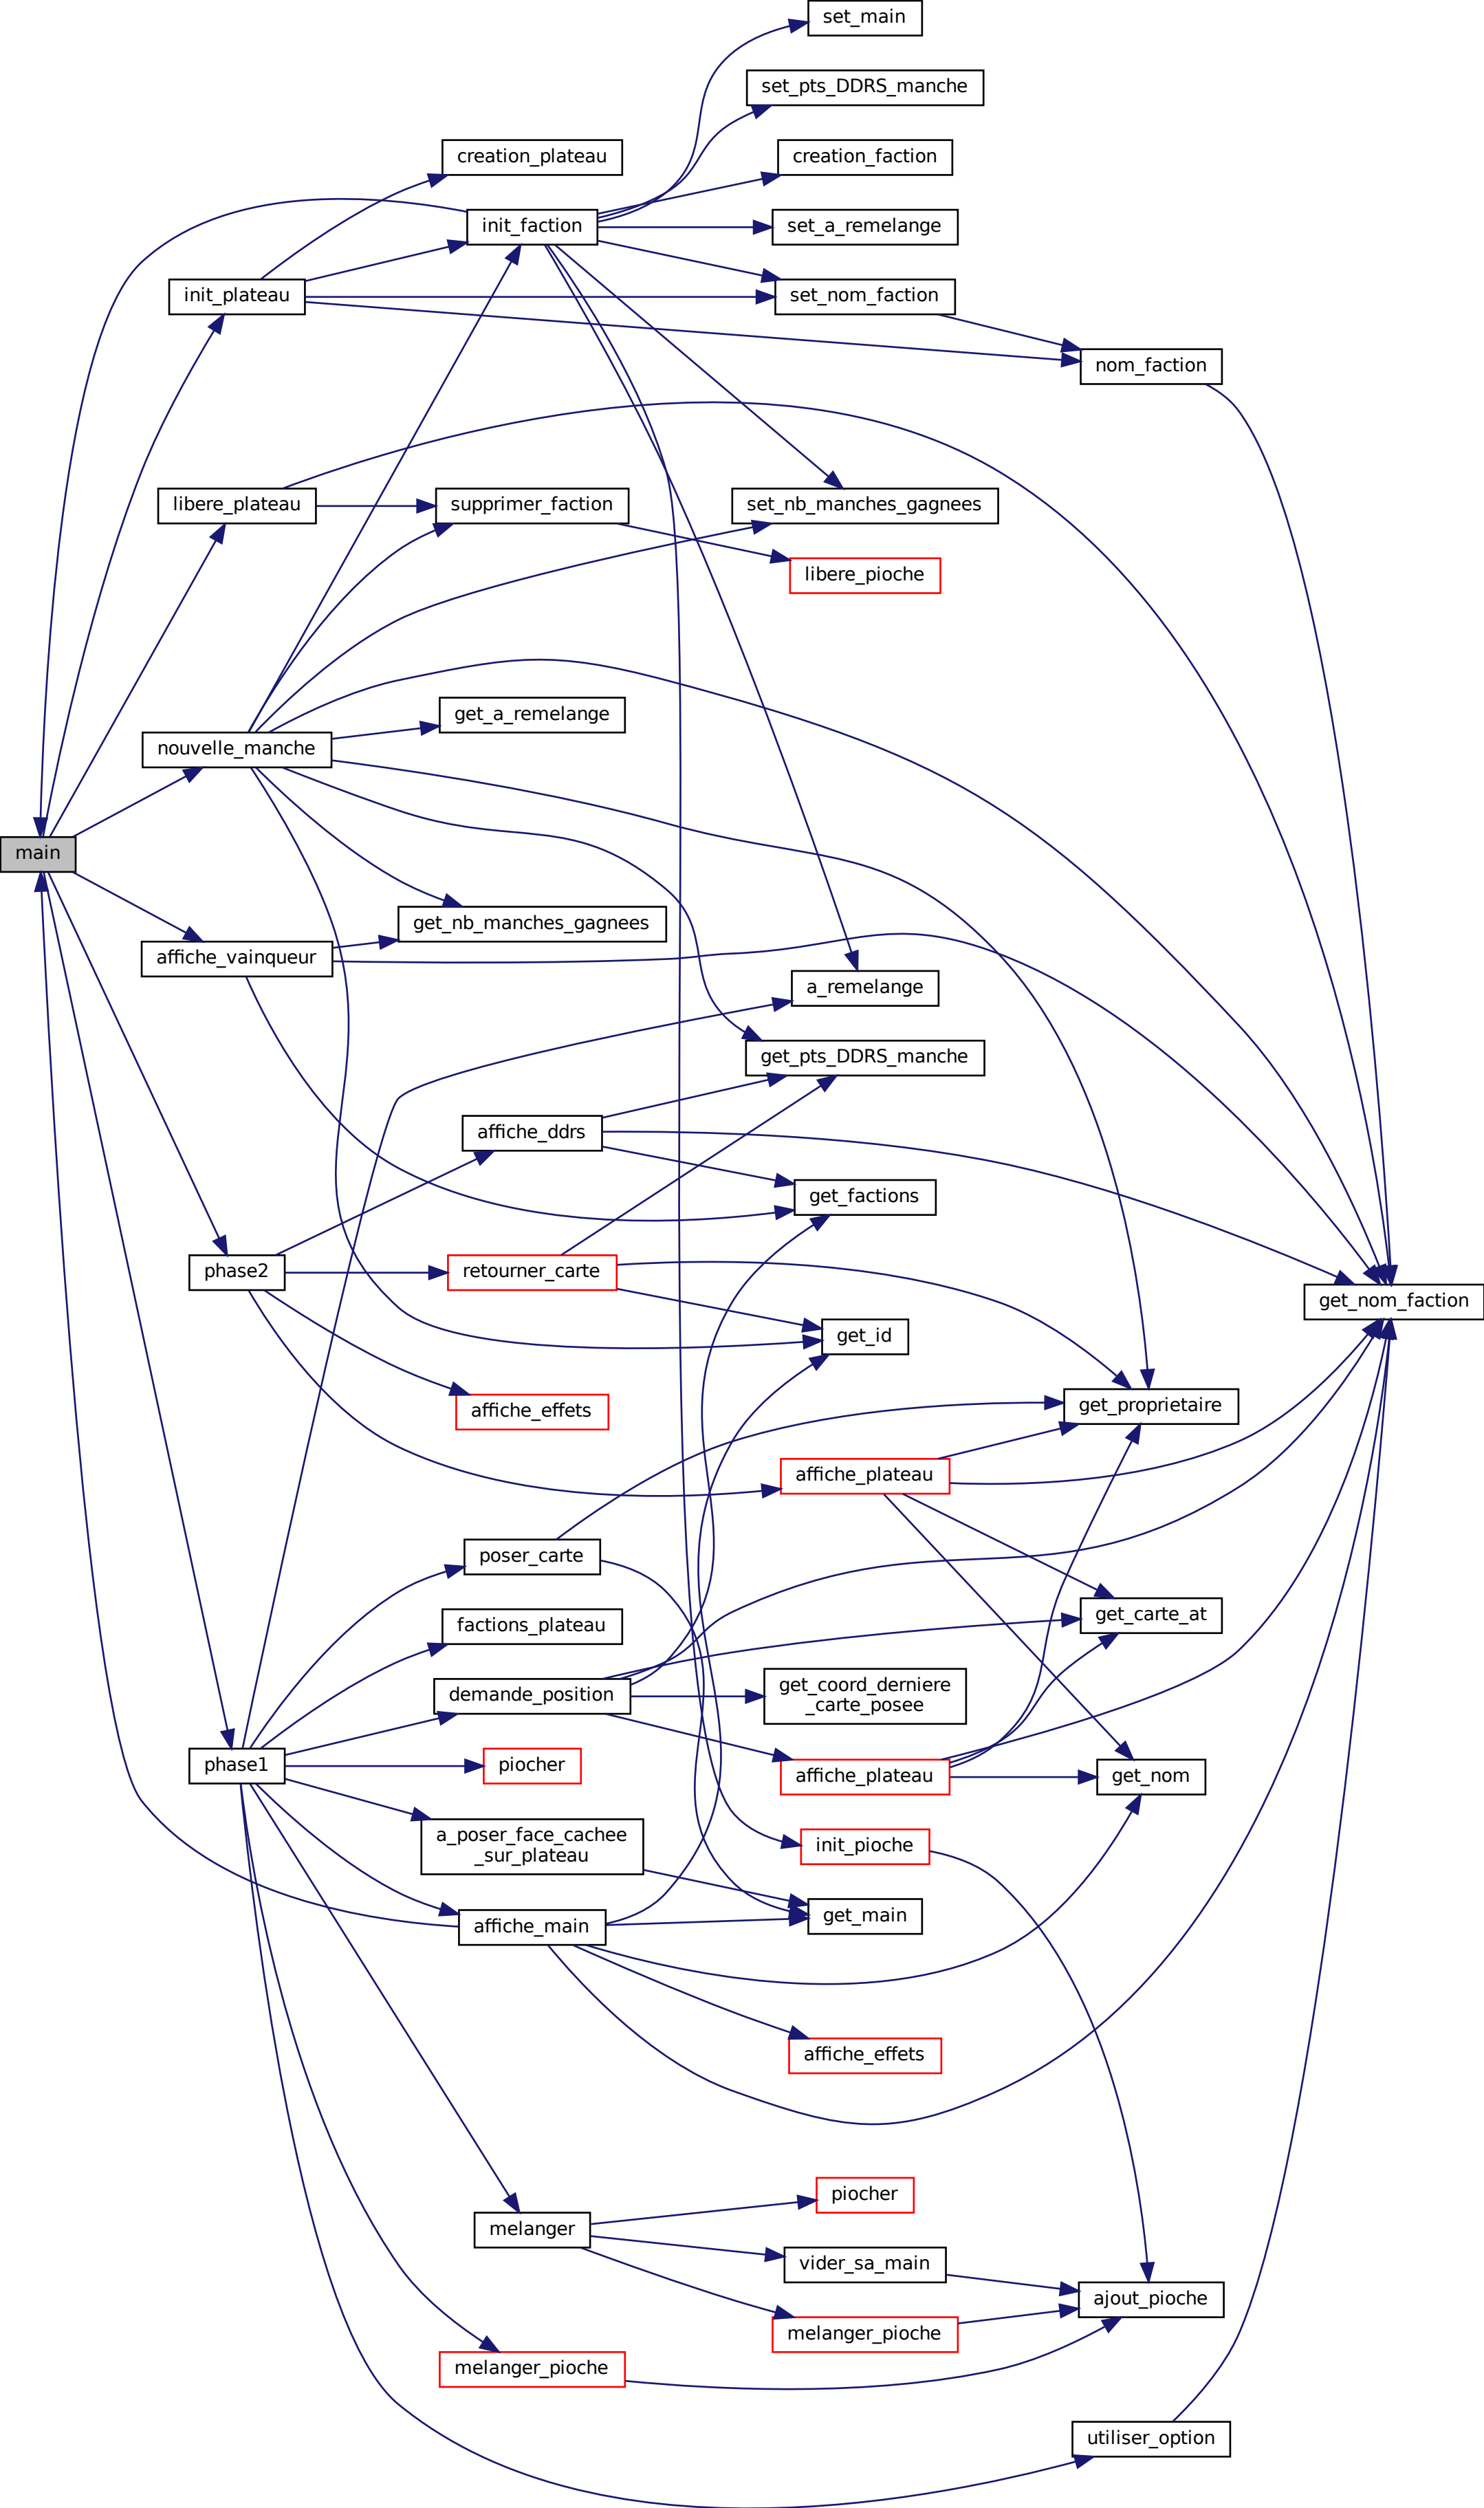 set_main
set_pts_DDRS_manche
creation_plateau
creation_faction
init_faction
set_a_remelange
init_plateau
set_nom_faction
nom_faction
libere_plateau
supprimer_faction
set_nb_manches_gagnees
libere_pioche
get_a_remelange
nouvelle_manche
main
get_nb_manches_gagnees
affiche_vainqueur
a_remelange
get_pts_DDRS_manche
affiche_ddrs
get_factions
phase2
retourner_carte
get_nom_faction
get_id
affiche_effets
get_proprietaire
affiche_plateau
poser_carte
factions_plateau
get_carte_at
demande_position
get_coord_derniere
_carte_posee
phase1
piocher
affiche_plateau
get_nom
a_poser_face_cachee
_sur_plateau
init_pioche
affiche_main
get_main
affiche_effets
piocher
melanger
vider_sa_main
ajout_pioche
melanger_pioche
melanger_pioche
utiliser_option